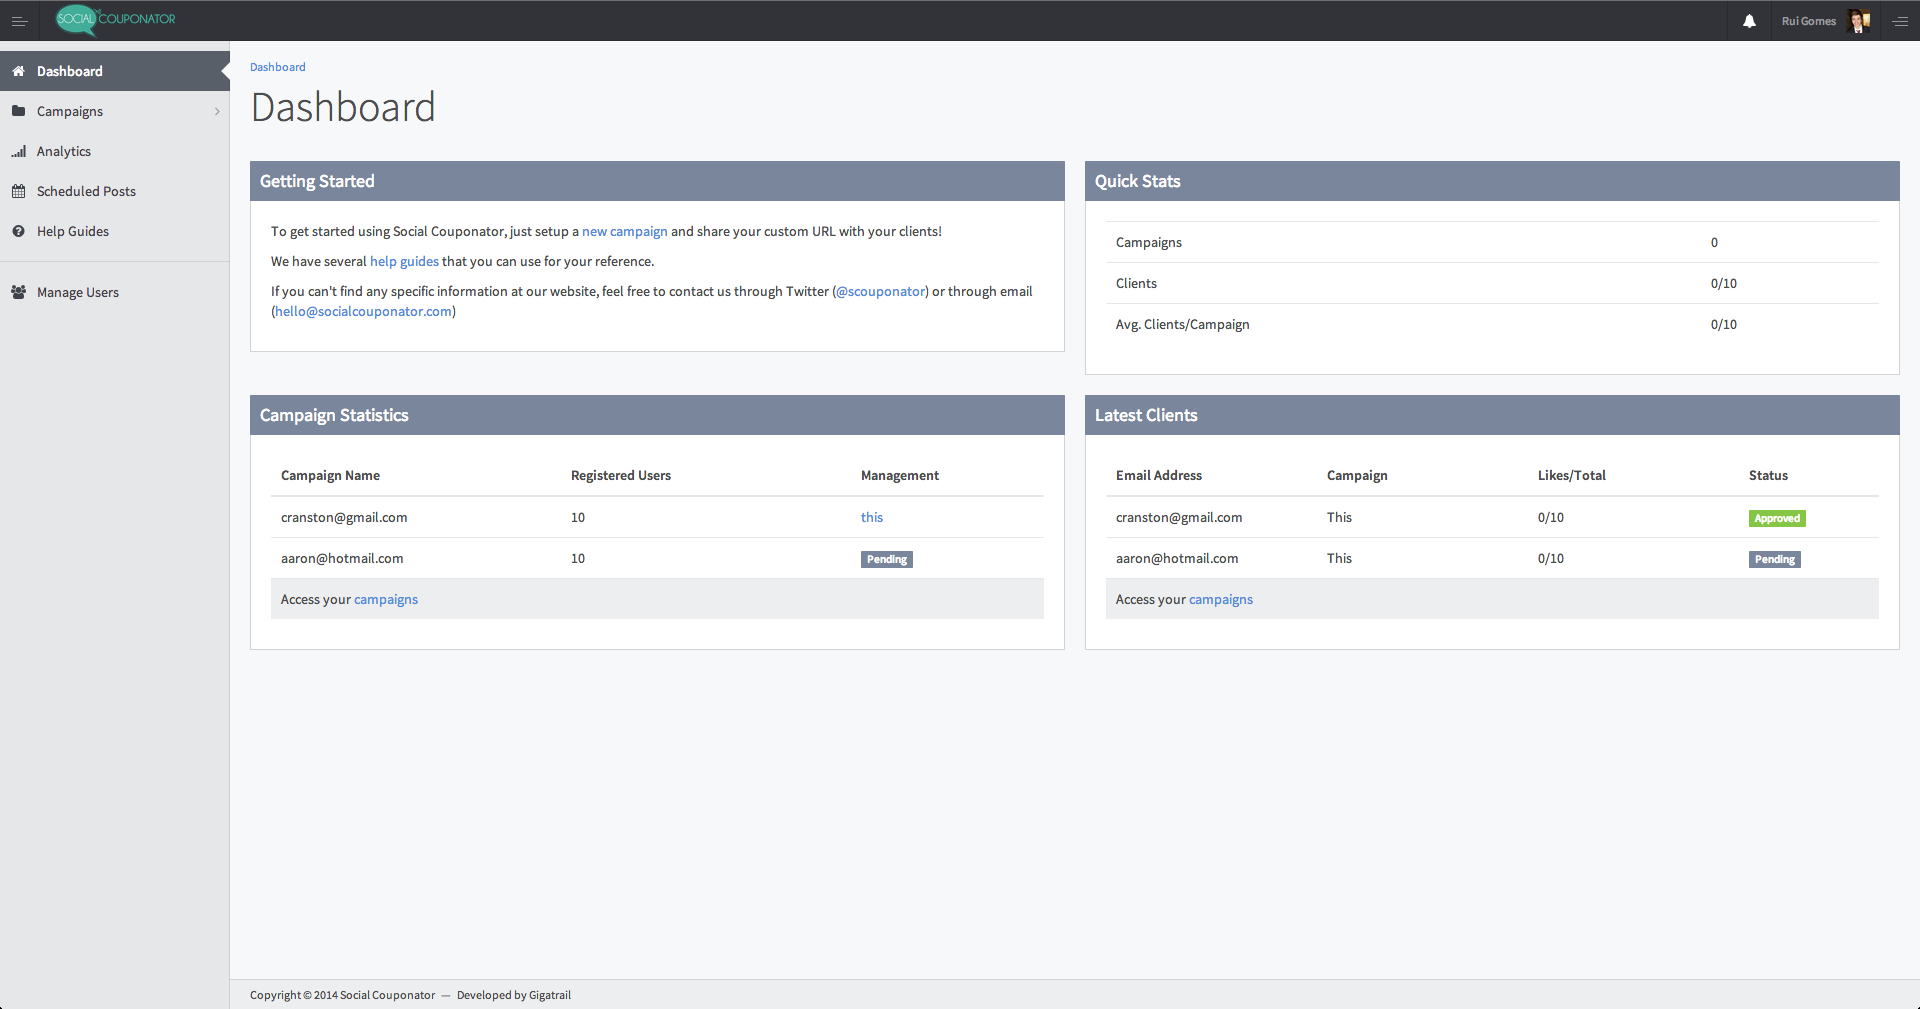 SOCIAL THE COUPONATOR
Rui Gomes
Dashboard
Campaigns
Analytics
Scheduled Posts
Help Guides
Manage Users
Dashboard
Dashboard
Getting Started
To get started using Social Couponator, just setup a new campaign and share your custom URL with your clients!
We have several help guides that you can use for your reference.
If you can't find any specific information at our website, feel free to contact us through Twitter (@scouponator) or through email
(hello@socialcouponator.com)
Quick Stats
Campaigns 0
Clients 0/10
Avg. Clients/Campaign 0/10
Campaign Statistics
Campaign Name Registered Users Management
cranston@gmail.com 10 this
aaron@hotmail.com 10 Pending
Access your campaigns
Latest Clients
Email Address Campaign Likes/Total Status
cranston@gmail.com This 0/10 Approved
aaron@hotmail.com This 0/10 Pending
Access your campaigns
Copyright © 2014 Social Couponator — Developed by Gigatrail